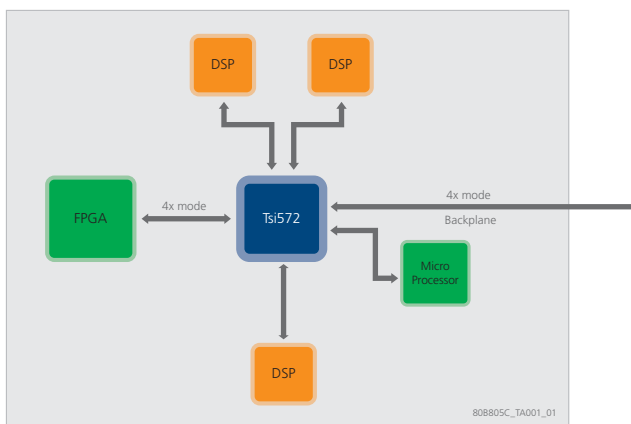 DSP
DSP
4x mode
FPGA
Tsi572
4x mode
Backplane
Micro
Processor
DSP
80B805C_TA001_01